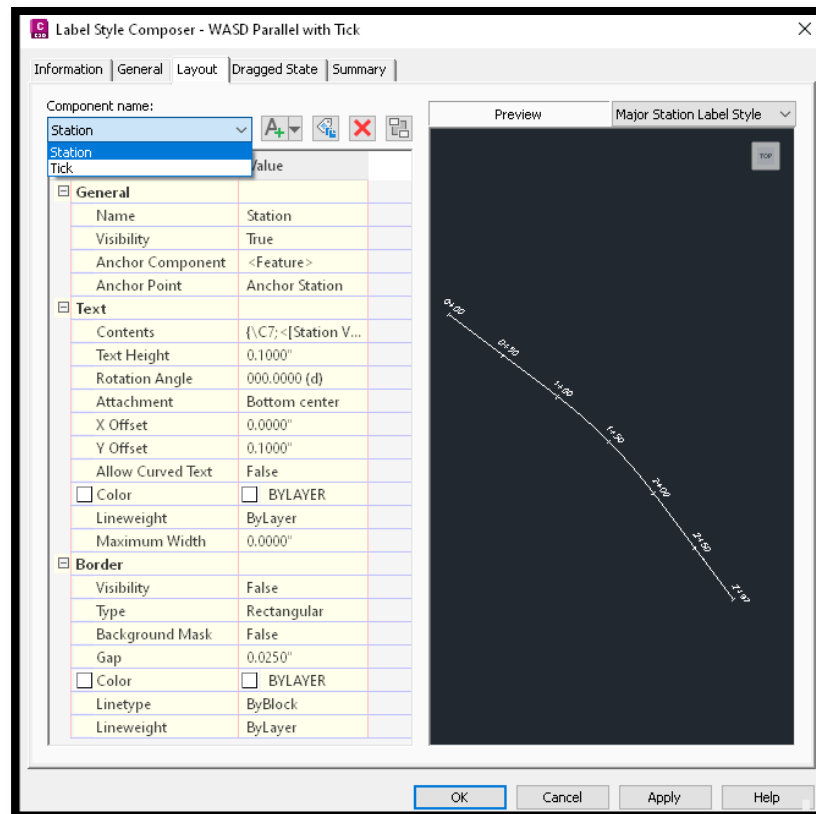 Label Style Composer - WASD Parallel with Tick
Information General Layout Dragged State Summary
Component name:
Station
Station
Tick
Value
General
Name Station
Visibility True
Anchor Component <Feature>
Anchor Point Anchor Station
Text
Contents {\C7;<[Station V...
Text Height 0.1000"
Rotation Angle 000.0000 (d)
Attachment Bottom center
X Offset 0.0000"
Y Offset 0.1000"
Allow Curved Text False
Color BYLAYER
Lineweight ByLayer
Maximum Width 0.0000"
Border
Visibility False
Type Rectangular
Background Mask False
Gap 0.0250"
Color BYLAYER
Linetype ByBlock
Lineweight ByLayer
Preview Major Station Label Style
TOP
0+00
0+50
1+00
1+50
2+00
2+50
2+97
OK Cancel Apply Help